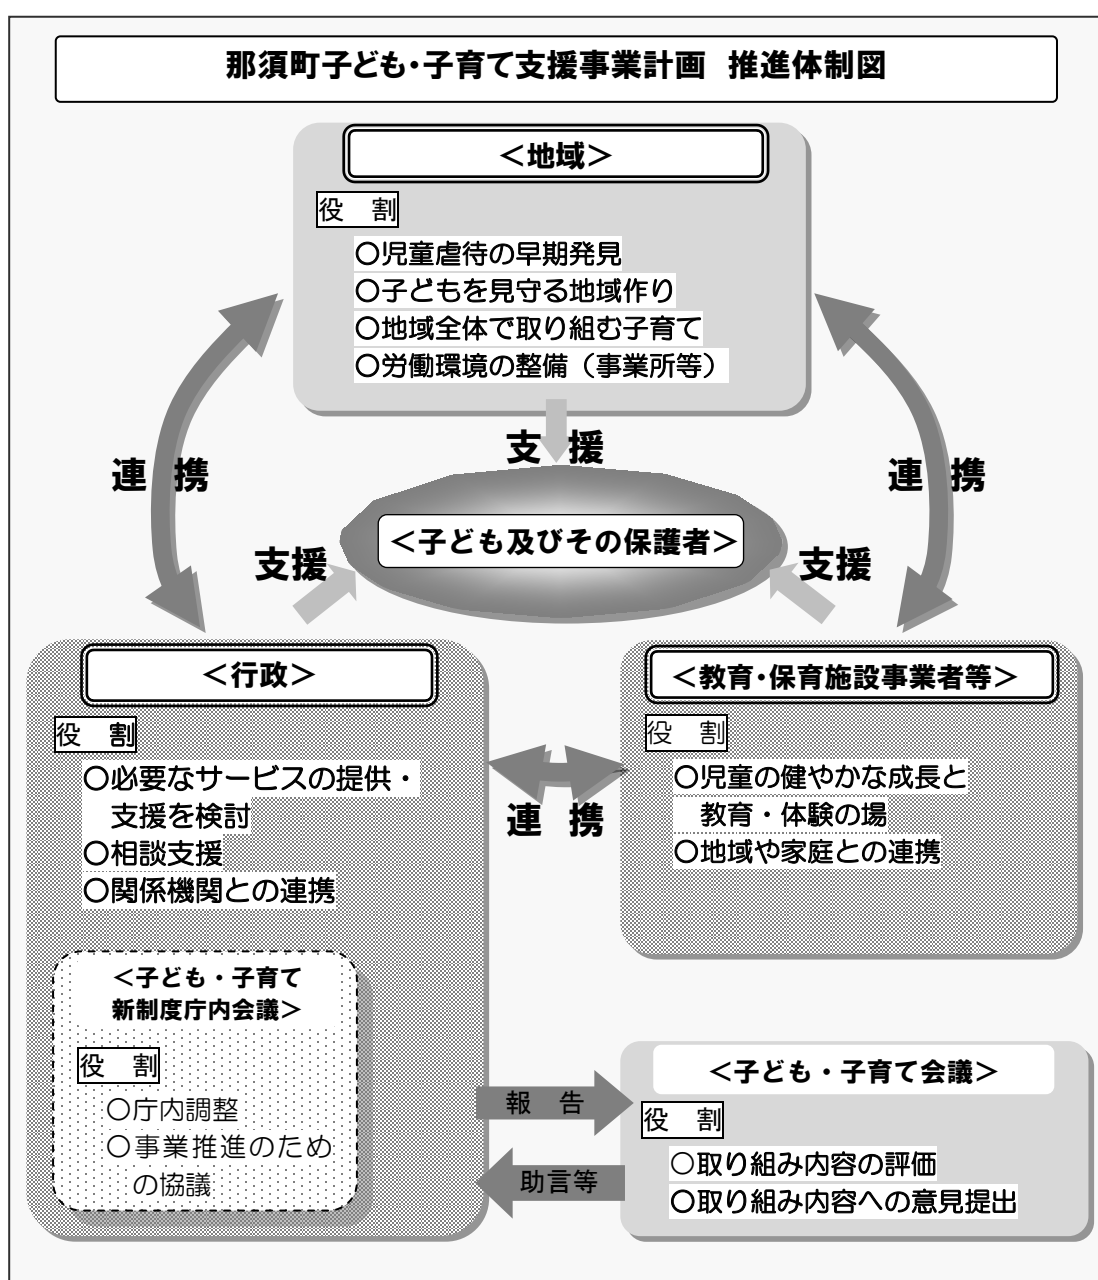 那須町子ども・子育て支援事業計画　推進体制図
＜地域＞
役　割
○児童虐待の早期発見
○子どもを見守る地域作り
○地域全体で取り組む子育て
○労働環境の整備（事業所等）
連　携
支　援
連　携
＜子ども及びその保護者＞
支援
支援
＜行政＞
役　割
○必要なサービスの提供・
支援を検討
○相談支援
○関係機関との連携
連　携
＜教育・保育施設事業者等＞
役　割
○児童の健やかな成長と
教育・体験の場
○地域や家庭との連携
＜子ども・子育て
新制度庁内会議＞
役　割
○庁内調整
○事業推進のため
の協議
報　告
助言等
＜子ども・子育て会議＞
役　割
○取り組み内容の評価
○取り組み内容への意見提出